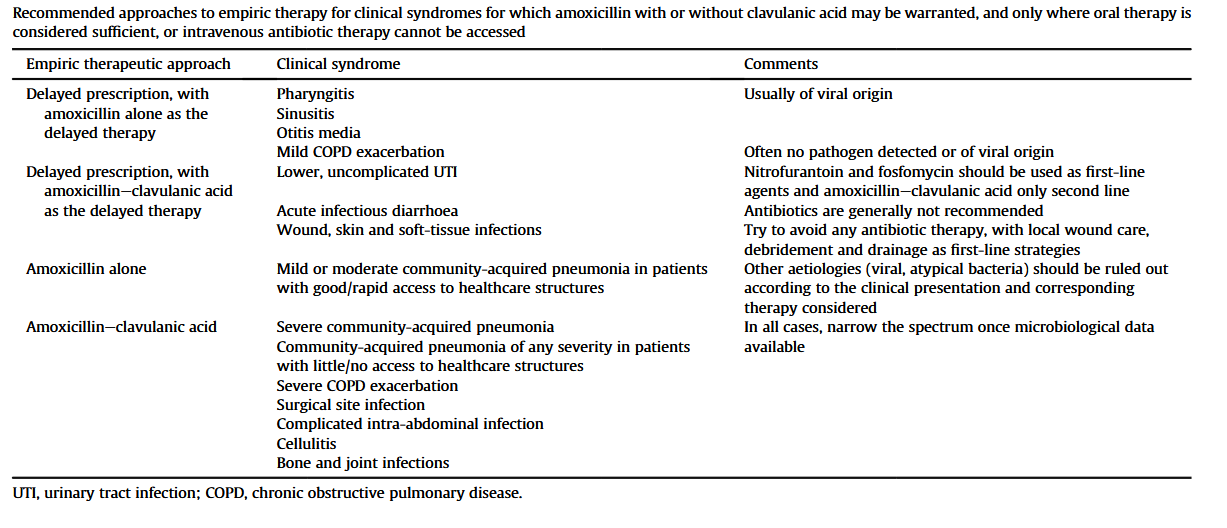 Recommended approaches to empiric therapy for clinical syndromes for which amoxicillin with or without clavulanic acid may be warranted, and only where oral therapy is
considered sufficient, or intravenous antibiotic therapy cannot be accessed
Empiric therapeutic approach Clinical syndrome Comments
Delayed prescription, with Pharyngitis Usually of viral origin
amoxicillin alone as the Sinusitis
delayed therapy Otitis media
Mild COPD exacerbation Often no pathogen detected or of viral origin
Delayed prescription, with Lower, uncomplicated UTI Nitrofurantoin and fosfomycin should be used as first-line
amoxicillin–clavulanic acid agents and amoxicillin–clavulanic acid only second line
as the delayed therapy Acute infectious diarrhoea Antibiotics are generally not recommended
Wound, skin and soft-tissue infections Try to avoid any antibiotic therapy, with local wound care,
debridement and drainage as first-line strategies
Amoxicillin alone Mild or moderate community-acquired pneumonia in patients Other aetiologies (viral, atypical bacteria) should be ruled out
with good/rapid access to healthcare structures according to the clinical presentation and corresponding
therapy considered
Amoxicillin–clavulanic acid Severe community-acquired pneumonia In all cases, narrow the spectrum once microbiological data
Community-acquired pneumonia of any severity in patients available
with little/no access to healthcare structures
Severe COPD exacerbation
Surgical site infection
Complicated intra-abdominal infection
Cellulitis
Bone and joint infections
UTI, urinary tract infection; COPD, chronic obstructive pulmonary disease.